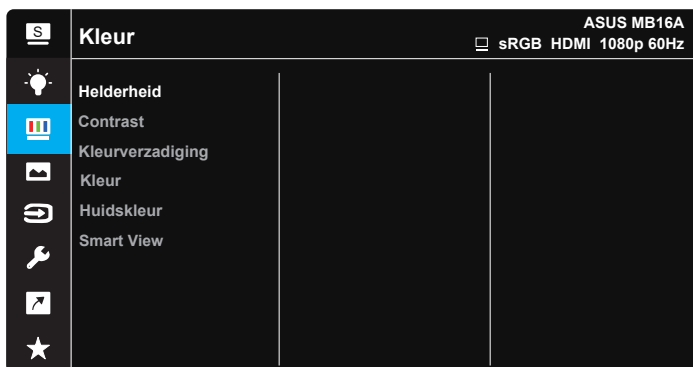 S
Kleur
ASUS MB16A
sRGB HDMI 1080p 60Hz
Helderheid
Contrast
Kleurverzadiging
Kleur
Huidskleur
Smart View